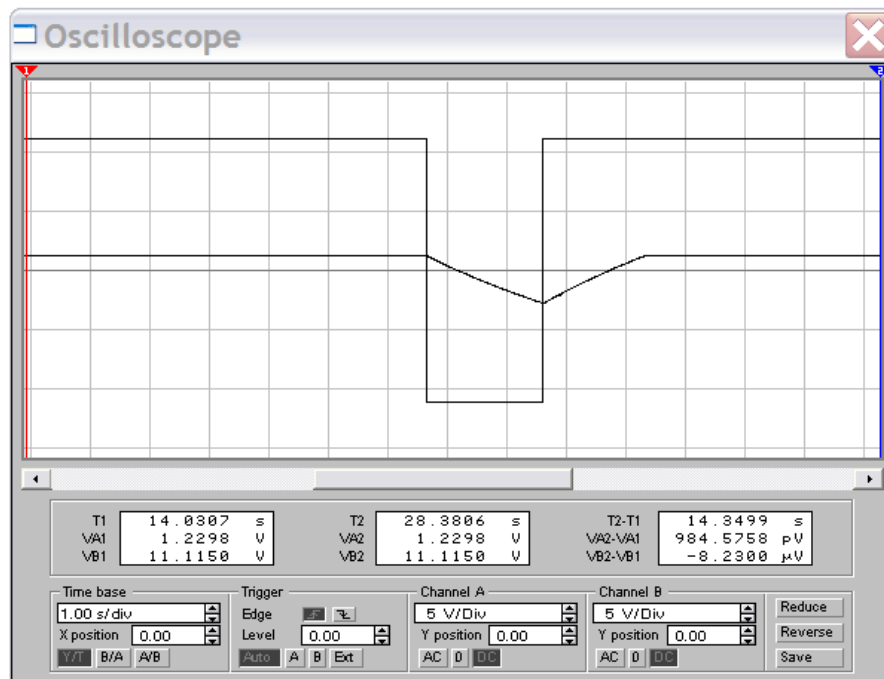 Oscilloscope
1 2
T1 14.0307 s T2 28.3806 s T2-T1 14.3499 s
VA1 1.2298 V VA2 1.2298 V VA2-VA1 984.5758 pV
VB1 11.1150 V VB2 11.1150 V VB2-VB1 -8.2300 µV
Time base Trigger Channel A Channel B
1.00 s/div Edge 5 V/Div 5 V/Div Reduce
X position 0.00 Level 0.00 Y position 0.00 Y position 0.00 Reverse
Y/T B/A A/B Auto A B Ext AC 0 DC AC 0 DC Save